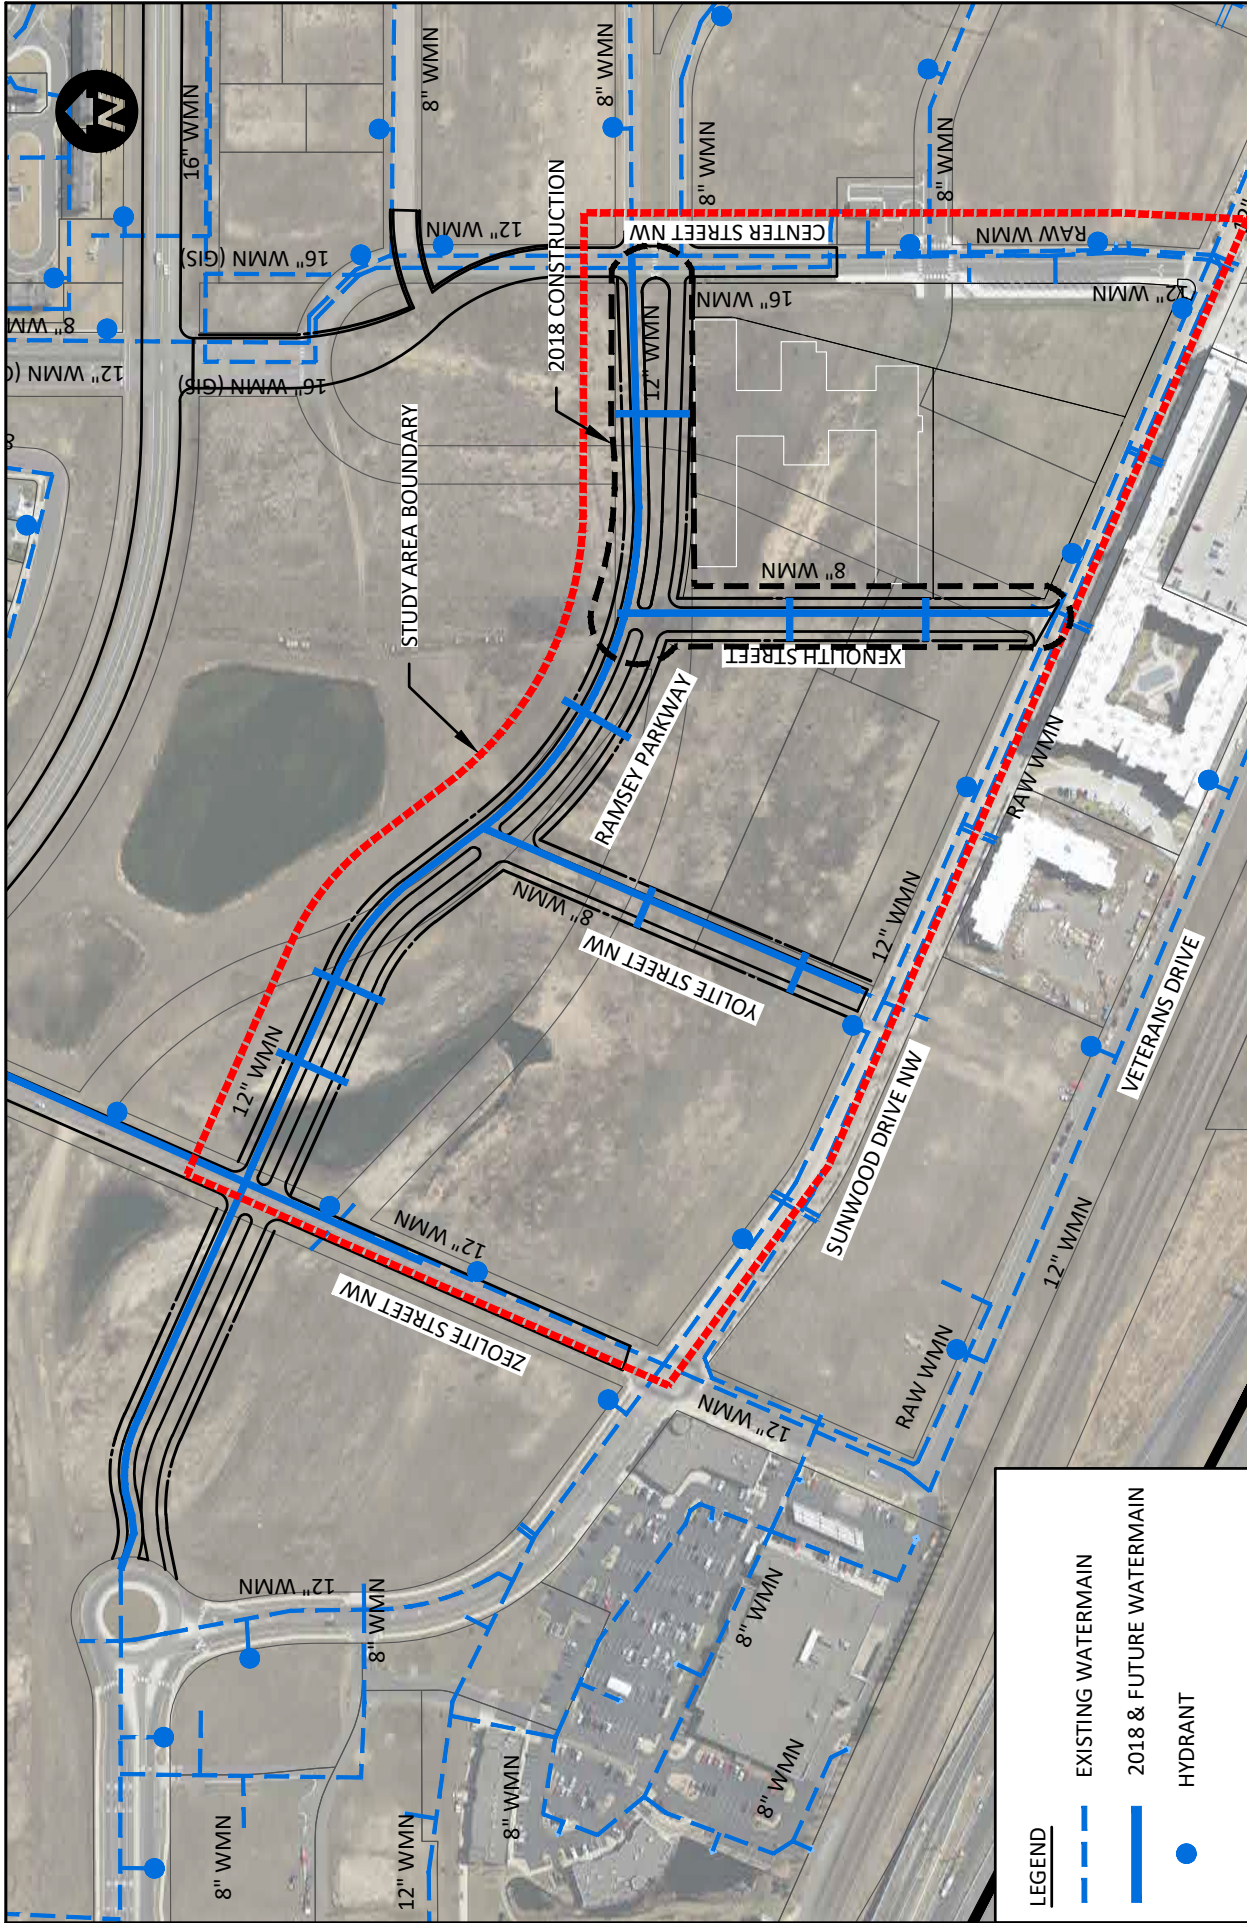 N
16" WMN
8" WMN
8" WMN
8" WMN
8" WMN
12" WMN
16" WMN (GIS)
16" WMN (GIS)
8" WM
12" WMN (G
8
2018 CONSTRUCTION
CENTER STREET NW
RAW WMN
12" WMN
12"
16" WMN
12" WMN
STUDY AREA BOUNDARY
8" WMN
XENOLITH STREET
RAMSEY PARKWAY
RAW WMN
12" WMN
8" WMN
YOLITE STREET NW
12" WMN
SUNWOOD DRIVE NW
VETERANS DRIVE
12" WMN
12" WMN
ZEOLITE STREET NW
RAW WMN
12" WMN
12" WMN
8" WMN
8" WMN
8" WMN
12" WMN
8" WMN
8" WMN
LEGEND
EXISTING WATERMAIN
2018 & FUTURE WATERMAIN
HYDRANT